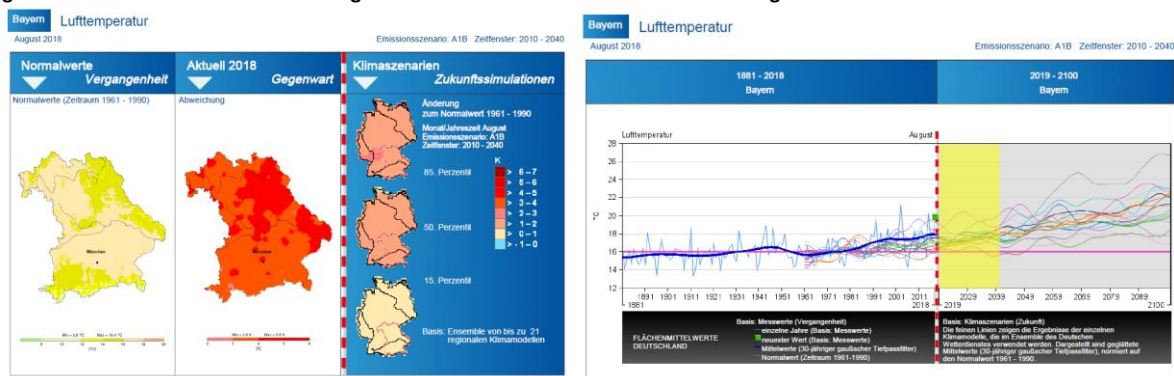 Bayern Lufttemperatur
August 2018
Emissionsszenario: A1B Zeitfenster: 2010 - 2040
Normalwerte
Vergangenheit
Aktuell 2018
Gegenwart
Klimaszenarien
Zukunftssimulationen
Normalwerte (Zeitraum 1961 - 1990)
Abweichung
Änderung
zum Normalwert 1961 - 1990
Monat/Jahreszeit August
Emissionsszenario: A1B
Zeitfenster: 2010 - 2040
K
> 6 – 7
> 5 – 6
> 4 – 5
> 3 – 4
> 2 – 3
> 1 – 2
> 0 – 1
> - 1 – 0
85. Perzentil
50. Perzentil
15. Perzentil
München
München
Basis: Ensemble von bis zu 21
regionalen Klimamodellen
Bayern Lufttemperatur
August 2018
Emissionsszenario: A1B Zeitfenster: 2010 - 2040
1881 - 2018
Bayern
2019 - 2100
Bayern
Lufttemperatur
August
°C
28
26
24
22
20
18
16
14
12
1891 1901 1911 1921 1931 1941 1951 1961 1971 1981 1991 2001 2011
1881
2018
2029 2039 2049 2059 2069 2079 2089
2019
2100
FLÄCHENMITTELWERTE
DEUTSCHLAND
Basis: Messwerte (Vergangenheit)
einzelne Jahre (Basis: Messwerte)
neuester Wert (Basis: Messwerte)
Mittelwerte (30-jähriger gaußscher Tiefpassfilter)
Normalwert (Zeitraum 1961-1990)
Basis: Klimaszenarien (Zukunft)
Die feinen Linien zeigen die Ergebnisse der einzelnen
Klimamodelle, die im Ensemble des Deutschen
Wetterdienstes verwendet werden. Dargestellt sind geglättete
Mittelwerte (30-jähriger gaußscher Tiefpassfilter), normiert auf
den Normalwert 1961 - 1990.